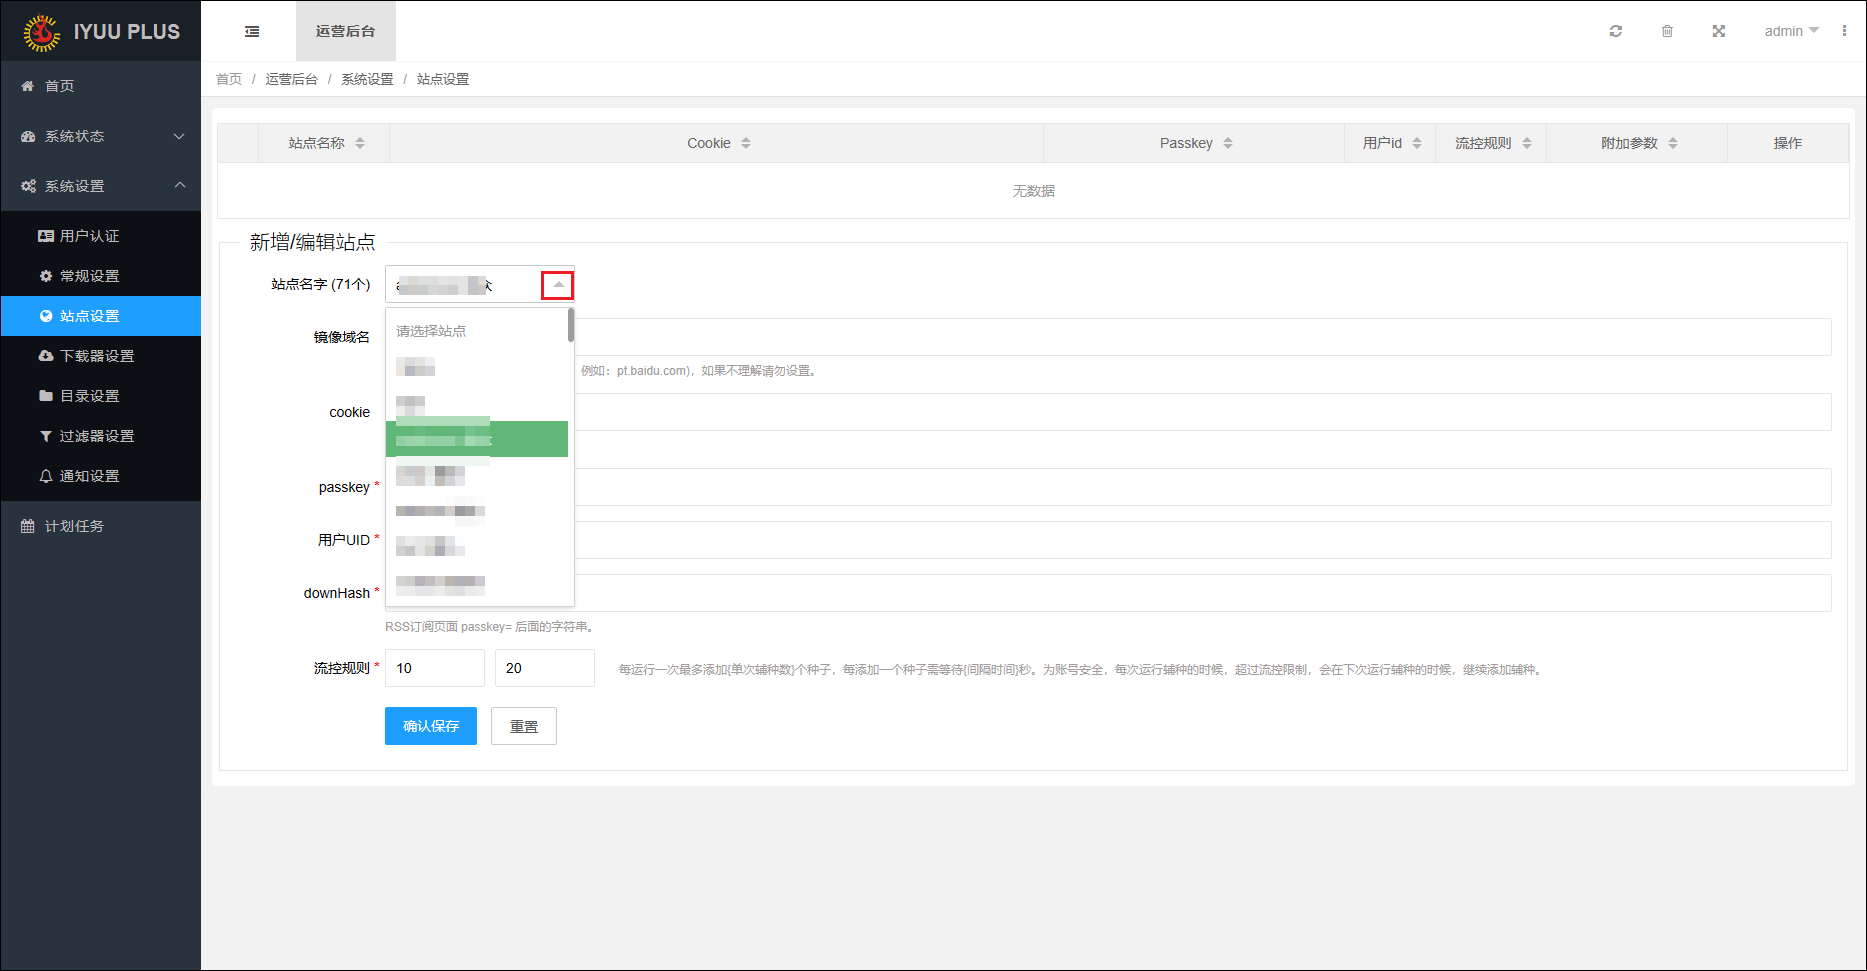 IYUU PLUS
运营后台
admin
首页 / 运营后台 / 系统设置 / 站点设置
首页
系统状态
系统设置
用户认证
常规设置
站点设置
下载器设置
目录设置
过滤器设置
通知设置
计划任务
站点名称 Cookie Passkey 用户id 流控规则 附加参数 操作
无数据
新增/编辑站点
站点名字 (71个)
请选择站点
镜像域名
例如：pt.baidu.com)，如果不理解请勿设置。
cookie
passkey *
用户UID *
downHash *
RSS订阅页面 passkey= 后面的字符串。
流控规则 * 10 20 每运行一次最多添加{单次辅种数}个种子，每添加一个种子需等待{间隔时间}秒。为账号安全，每次运行辅种的时候，超过流控限制，会在下次运行辅种的时候，继续添加辅种。
确认保存 重置